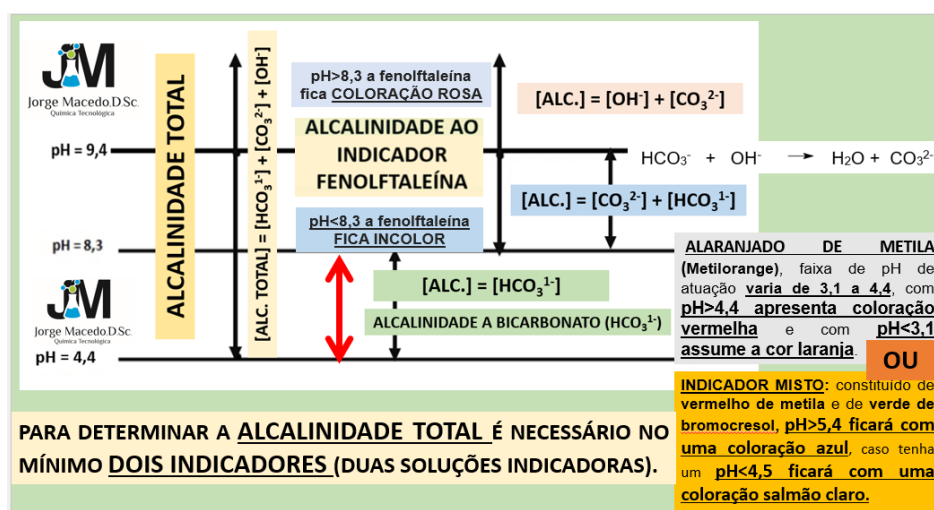 JM
Jorge Macedo.D.Sc.
Química Tecnológica
pH = 9,4
pH = 8,3
JM
Jorge Macedo.D.Sc.
Química Tecnológica
pH = 4,4
ALCALINIDADE TOTAL
[ALC. TOTAL] = [HCO₃¹⁻] + [CO₃²⁻] + [OH⁻]
pH>8,3 a fenolftaleína
fica COLORAÇÃO ROSA
ALCALINIDADE AO
INDICADOR
FENOLFTALEÍNA
pH<8,3 a fenolftaleína
FICA INCOLOR
[ALC.] = [OH⁻] + [CO₃²⁻]
HCO₃⁻ + OH⁻ → H₂O + CO₃²⁻
[ALC.] = [CO₃²⁻] + [HCO₃¹⁻]
[ALC.] = [HCO₃¹⁻]
ALCALINIDADE A BICARBONATO (HCO₃¹⁻)
ALARANJADO DE METILA
(Metilorange), faixa de pH de
atuação varia de 3,1 a 4,4, com
pH>4,4 apresenta coloração
vermelha e com pH<3,1
assume a cor laranja.
OU
INDICADOR MISTO: constituído de
vermelho de metila e de verde de
bromocresol, pH>5,4 ficará com
uma coloração azul, caso tenha
um pH<4,5 ficará com uma
coloração salmão claro.
PARA DETERMINAR A ALCALINIDADE TOTAL É NECESSÁRIO NO
MÍNIMO DOIS INDICADORES (DUAS SOLUÇÕES INDICADORAS).